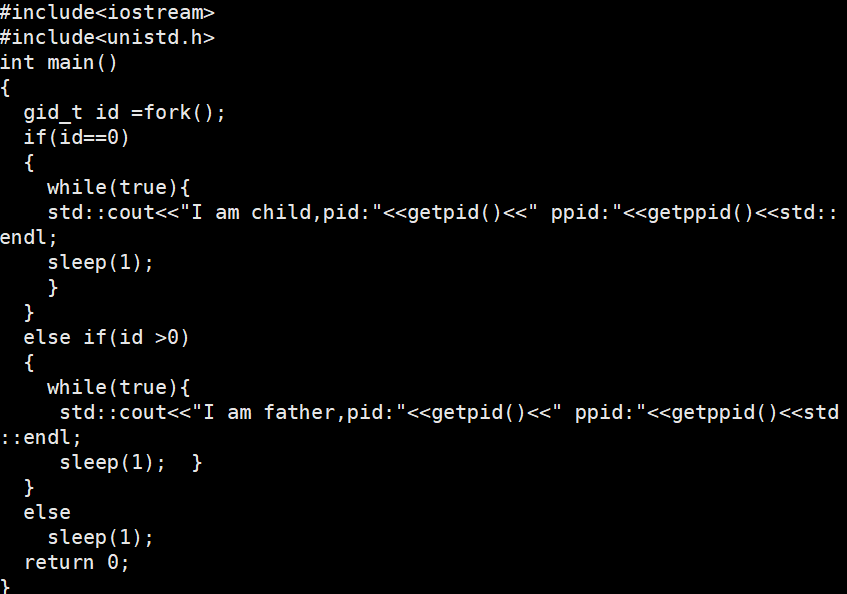 #include<iostream>
#include<unistd.h>
int main()
{
  gid_t id =fork();
  if(id==0)
  {
    while(true){
    std::cout<<"I am child,pid:"<<getpid()<<" ppid:"<<getppid()<<std::
endl;
    sleep(1);
    }
  }
  else if(id >0)
  {
    while(true){
     std::cout<<"I am father,pid:"<<getpid()<<" ppid:"<<getppid()<<std
::endl;
     sleep(1);  }
  }
  else
    sleep(1);
  return 0;
}